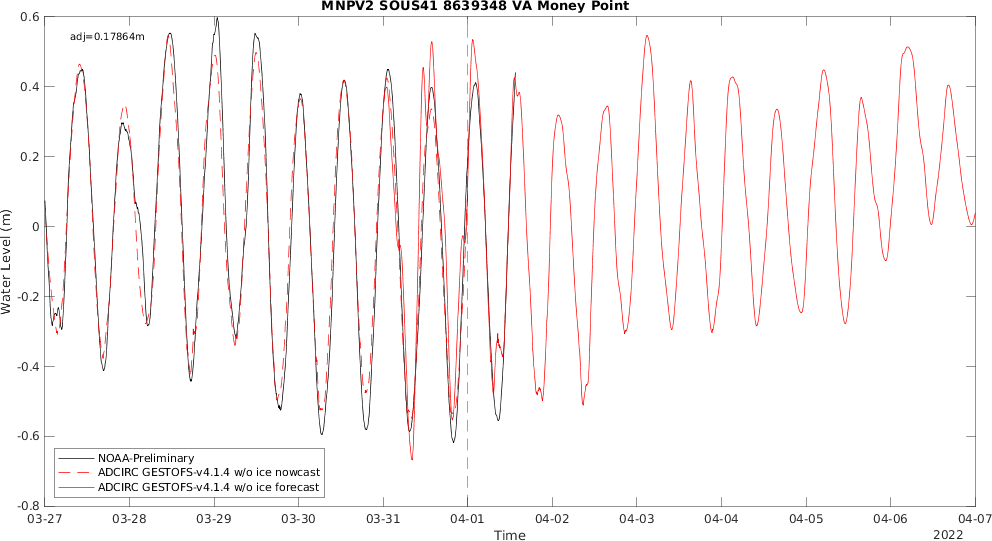 MNPV2 SOUS41 8639348 VA Money Point
0.6
adj=0.17864m
0.4
0.2
0
-0.2
-0.4
-0.6
-0.8
Water Level (m)
NOAA-Preliminary
ADCIRC GESTOFS-v4.1.4 w/o ice nowcast
ADCIRC GESTOFS-v4.1.4 w/o ice forecast
03-27 03-28 03-29 03-30 03-31 04-01 04-02 04-03 04-04 04-05 04-06 04-07
Time
2022